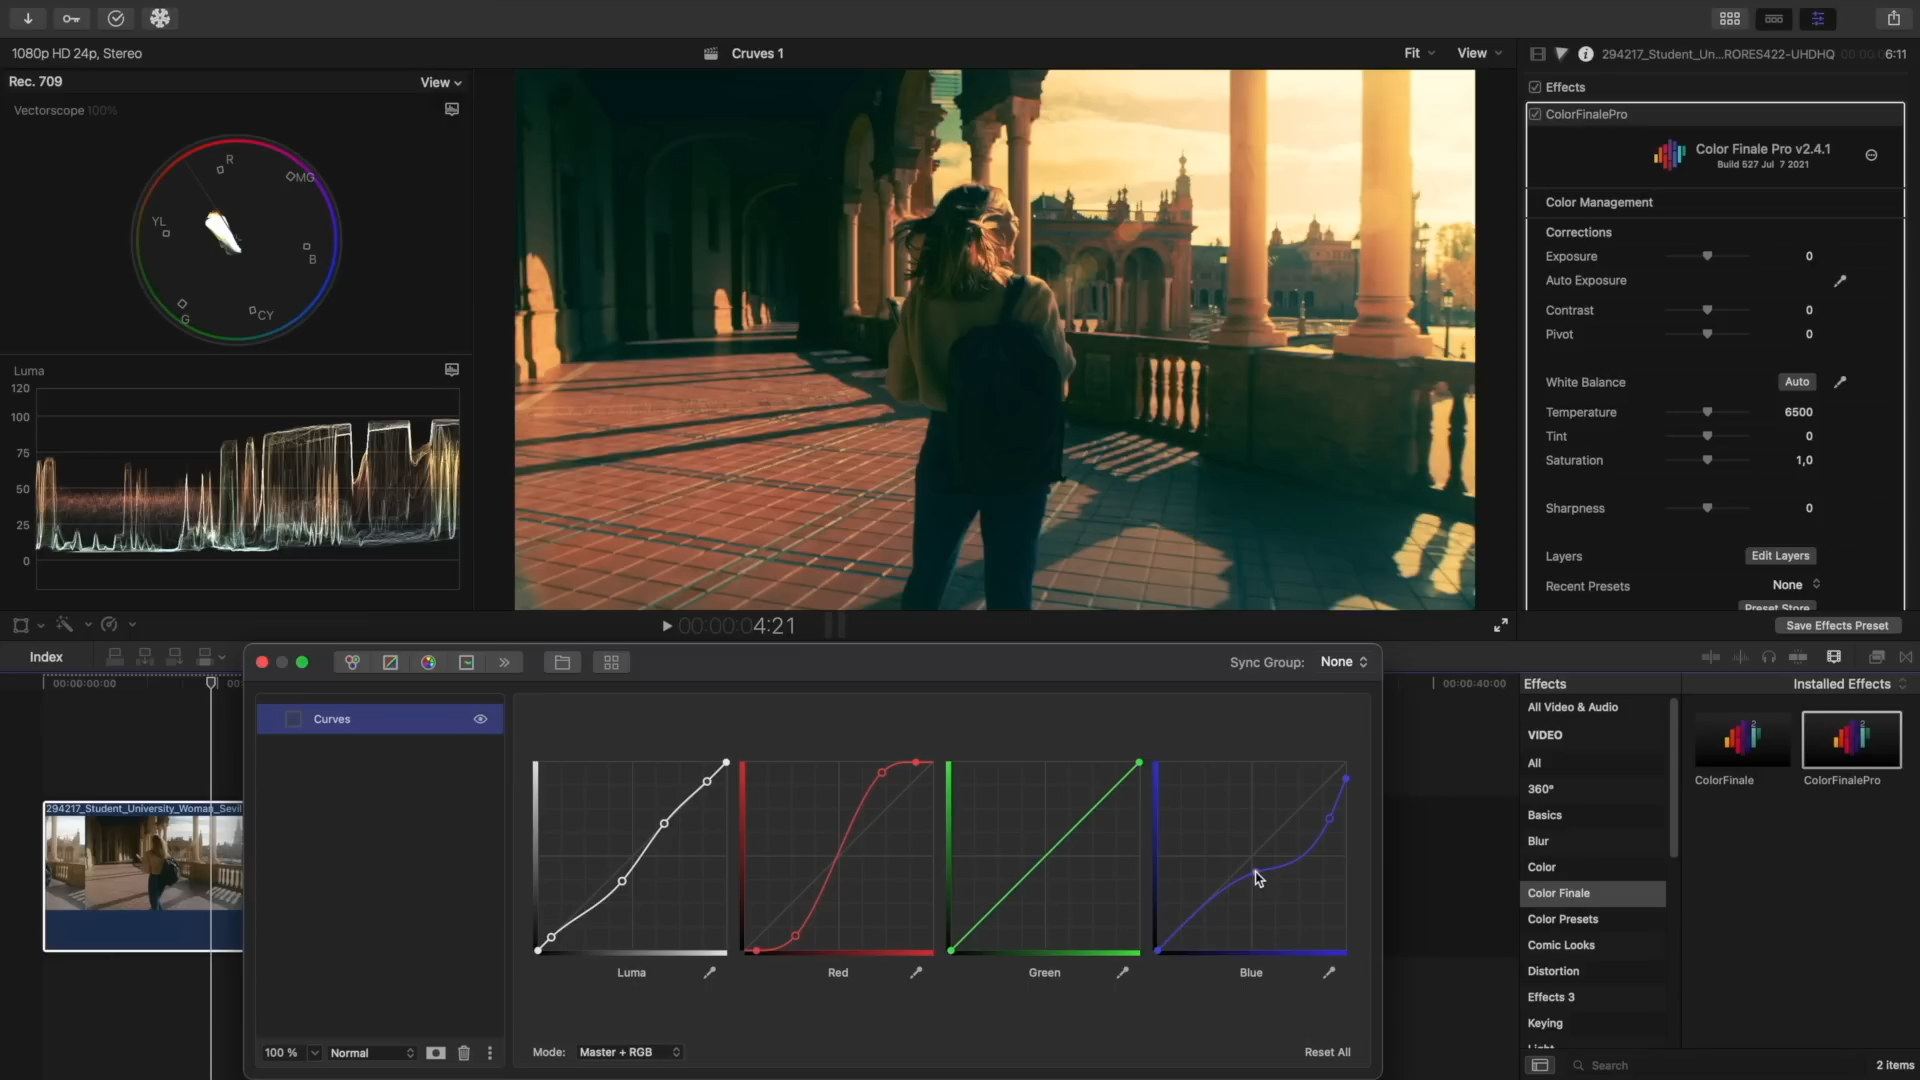 1080p HD 24p, Stereo
Cruves 1
Fit
View
294217_Student_Un...RORES422-UHDHQ
00:00:06:11
Rec. 709
View
Vectorscope 100%
R
MG
YL
B
G
CY
Luma
120
100
75
50
25
0
Effects
ColorFinalePro
Color Finale Pro v2.4.1
Build 527 Jul 7 2021
Color Management
Corrections
Exposure 0
Auto Exposure
Contrast 0
Pivot 0
White Balance Auto
Temperature 6500
Tint 0
Saturation 1,0
Sharpness 0
Layers Edit Layers
Recent Presets None
Preset Store
Save Effects Preset
00:00:04:21
Index
00:00:00:00
00:00:40:00
294217_Student_University_Woman_Sevil
Sync Group: None
Curves
Luma
Red
Green
Blue
100 %
Normal
Mode: Master + RGB
Reset All
Effects
Installed Effects
All Video & Audio
VIDEO
All
360°
Basics
Blur
Color
Color Finale
Color Presets
Comic Looks
Distortion
Effects 3
Keying
Light
2
ColorFinale
2
ColorFinalePro
Search
2 items